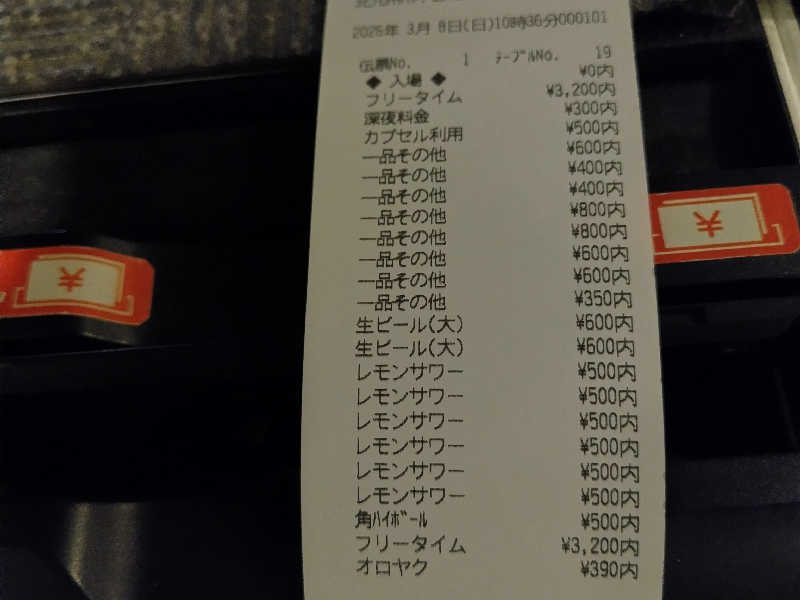 2026年 3月 8日(日)10時36分000101
伝票No. 1 ﾃｰﾌﾞﾙNo. 19
◆ 入場 ◆ ¥0内
フリータイム ¥3,200内
深夜料金 ¥300内
カプセル利用 ¥500内
一品その他 ¥600内
一品その他 ¥400内
一品その他 ¥400内
一品その他 ¥800内
一品その他 ¥800内
一品その他 ¥600内
一品その他 ¥600内
一品その他 ¥350内
生ビール(大) ¥600内
生ビール(大) ¥600内
レモンサワー ¥500内
レモンサワー ¥500内
レモンサワー ¥500内
レモンサワー ¥500内
レモンサワー ¥500内
レモンサワー ¥500内
角ﾊｲﾎﾞｰﾙ ¥500内
フリータイム ¥3,200内
オロヤク ¥390内